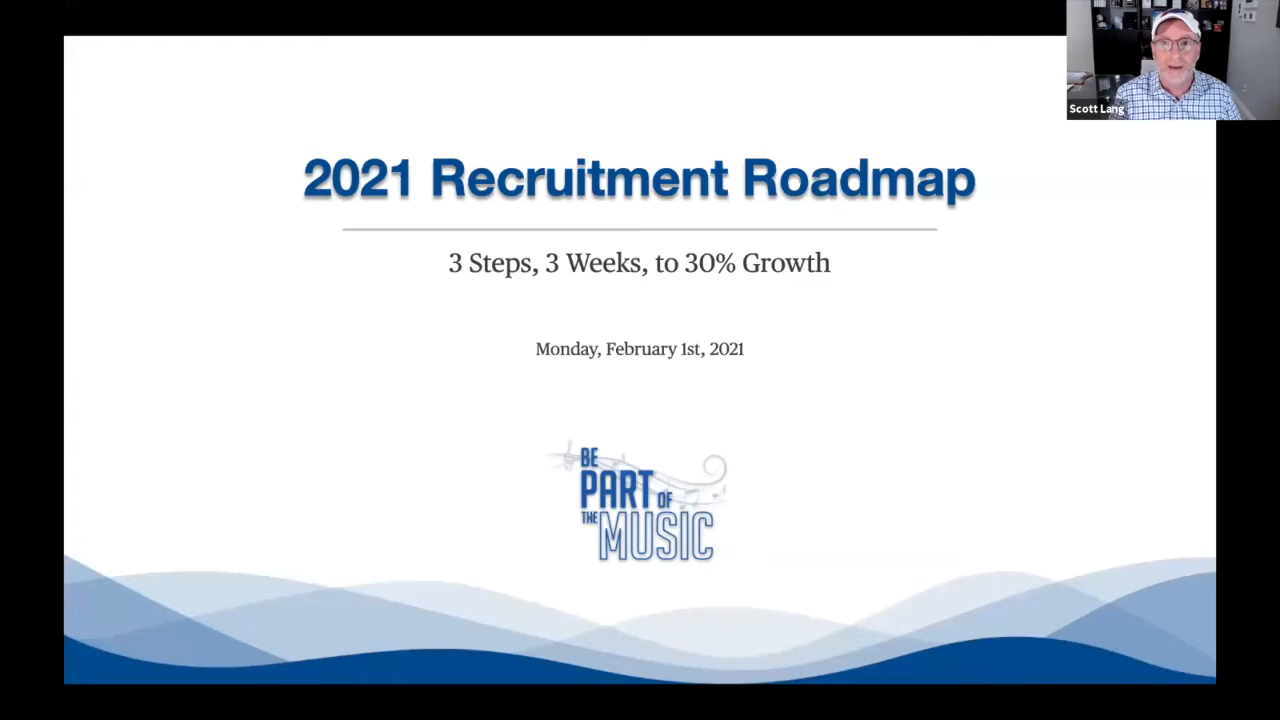 2021 Recruitment Roadmap
3 Steps, 3 Weeks, to 30% Growth
Monday, February 1st, 2021
BE
PART OF
THE MUSIC
Scott Lang